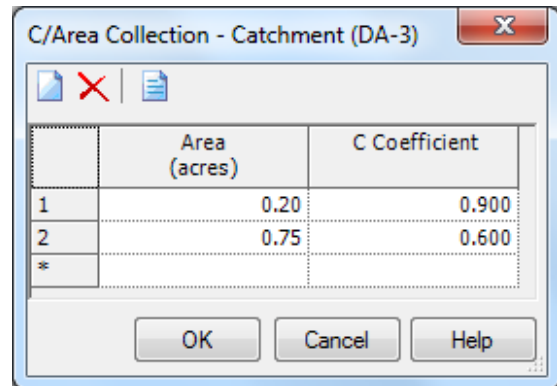 C/Area Collection - Catchment (DA-3)
Area C Coefficient
(acres)
1 0.20 0.900
2 0.75 0.600
*
OK Cancel Help